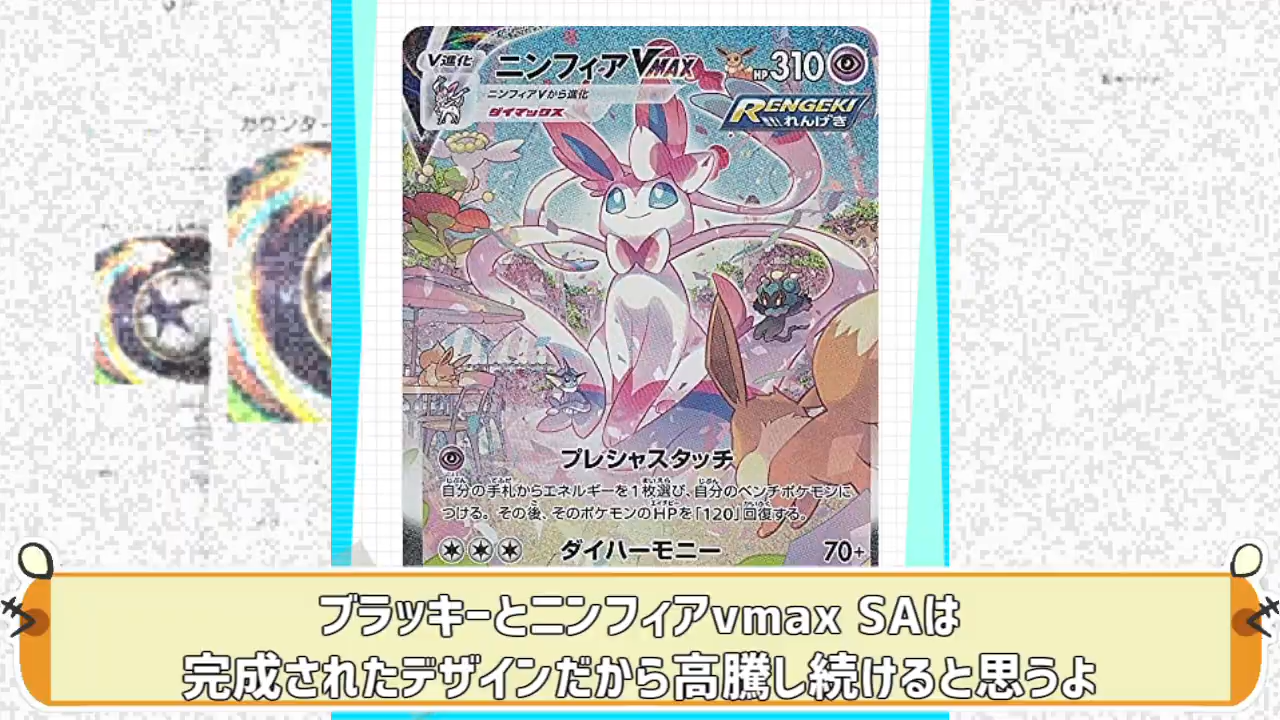 カウンター
V進化
ニンフィアVMAX
HP310
ニンフィアVから進化
ダイマックス
RENGEKI
れんげき
プレシャスタッチ
自分の手札からエネルギーを1枚選び、自分のベンチポケモンに
つける。その後、そのポケモンのHPを「120」回復する。
ダイハーモニー 70+
ブラッキーとニンフィアvmax SAは
完成されたデザインだから高騰し続けると思うよ